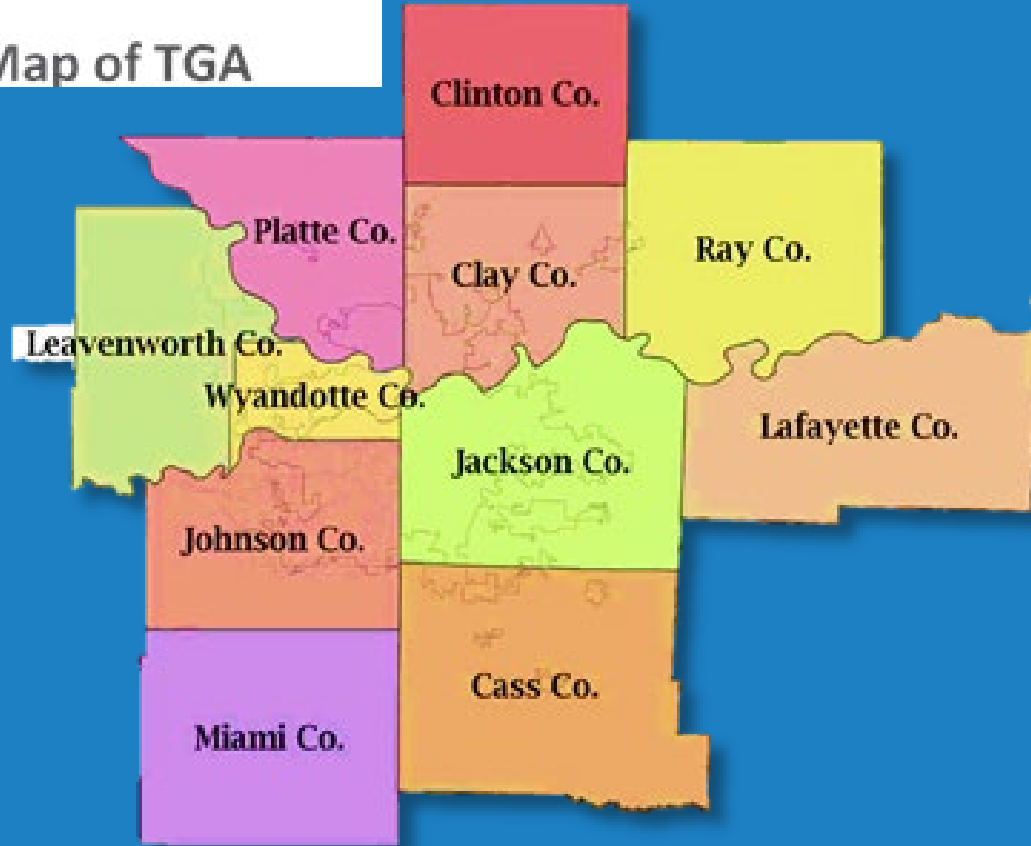 Map of TGA
Clinton Co.
Platte Co.
Ray Co.
Clay Co.
Leavenworth Co.
Wyandotte Co.
Lafayette Co.
Jackson Co.
Johnson Co.
Cass Co.
Miami Co.